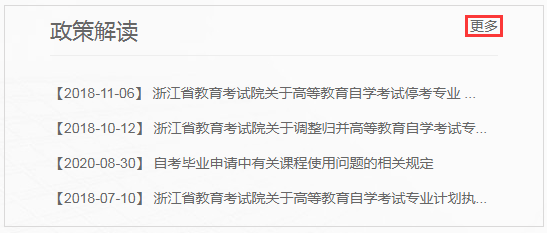 政策解读
更多
【2018-11-06】 浙江省教育考试院关于高等教育自学考试停考专业 ...
【2018-10-12】 浙江省教育考试院关于调整归并高等教育自学考试专...
【2020-08-30】 自考毕业申请中有关课程使用问题的相关规定
【2018-07-10】 浙江省教育考试院关于高等教育自学考试专业计划执...